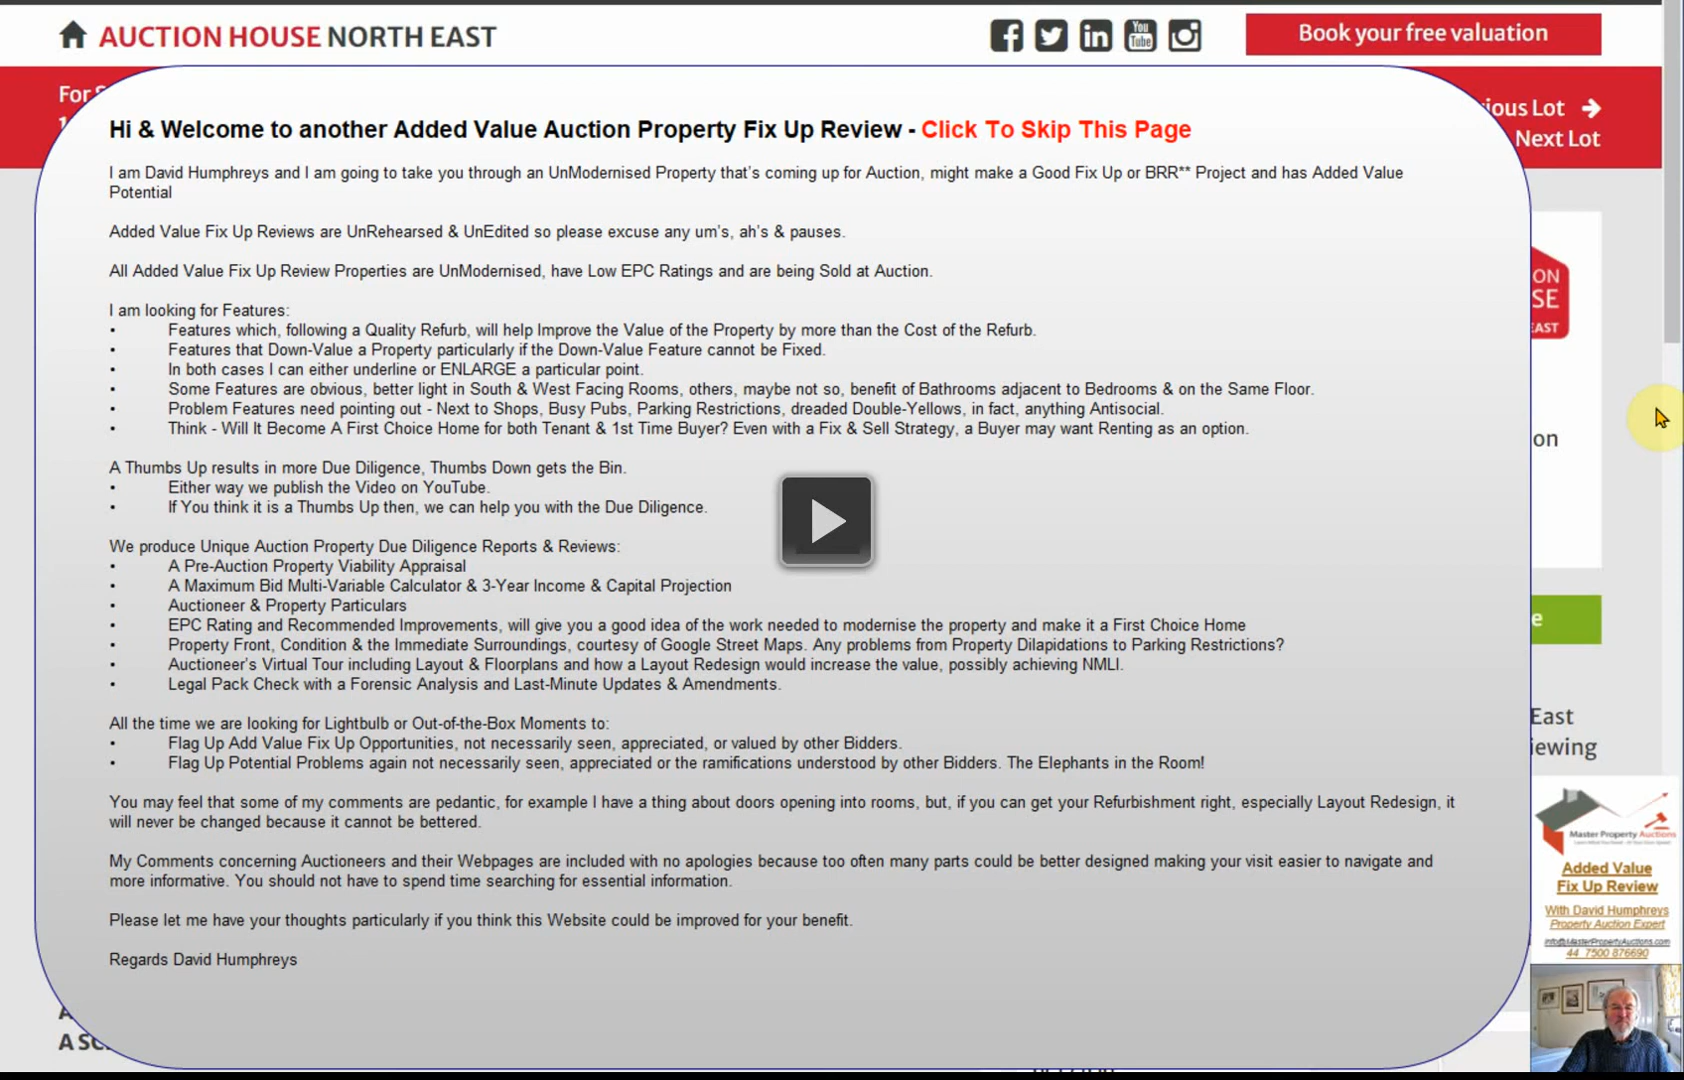 AUCTION HOUSE NORTH EAST
You
Tube
Book your free valuation
For
Lot
Next Lot
Hi & Welcome to another Added Value Auction Property Fix Up Review - Click To Skip This Page
I am David Humphreys and I am going to take you through an UnModernised Property that's coming up for Auction, might make a Good Fix Up or BRR** Project and has Added Value
Potential
Added Value Fix Up Reviews are UnRehearsed & UnEdited so please excuse any um's, ah's & pauses.
All Added Value Fix Up Review Properties are UnModernised, have Low EPC Ratings and are being Sold at Auction.
I am looking for Features:
• Features which, following a Quality Refurb, will help Improve the Value of the Property by more than the Cost of the Refurb.
• Features that Down-Value a Property particularly if the Down-Value Feature cannot be Fixed.
• In both cases I can either underline or ENLARGE a particular point.
• Some Features are obvious, better light in South & West Facing Rooms, others, maybe not so, benefit of Bathrooms adjacent to Bedrooms & on the Same Floor.
• Problem Features need pointing out - Next to Shops, Busy Pubs, Parking Restrictions, dreaded Double-Yellows, in fact, anything Antisocial.
• Think - Will It Become A First Choice Home for both Tenant & 1st Time Buyer? Even with a Fix & Sell Strategy, a Buyer may want Renting as an option.
A Thumbs Up results in more Due Diligence, Thumbs Down gets the Bin.
• Either way we publish the Video on YouTube.
• If You think it is a Thumbs Up then, we can help you with the Due Diligence.
We produce Unique Auction Property Due Diligence Reports & Reviews:
• A Pre-Auction Property Viability Appraisal
• A Maximum Bid Multi-Variable Calculator & 3-Year Income & Capital Projection
• Auctioneer & Property Particulars
• EPC Rating and Recommended Improvements, will give you a good idea of the work needed to modernise the property and make it a First Choice Home
• Property Front, Condition & the Immediate Surroundings, courtesy of Google Street Maps. Any problems from Property Dilapidations to Parking Restrictions?
• Auctioneer's Virtual Tour including Layout & Floorplans and how a Layout Redesign would increase the value, possibly achieving NMLI.
• Legal Pack Check with a Forensic Analysis and Last-Minute Updates & Amendments.
All the time we are looking for Lightbulb or Out-of-the-Box Moments to:
• Flag Up Add Value Fix Up Opportunities, not necessarily seen, appreciated, or valued by other Bidders.
• Flag Up Potential Problems again not necessarily seen, appreciated or the ramifications understood by other Bidders. The Elephants in the Room!
You may feel that some of my comments are pedantic, for example I have a thing about doors opening into rooms, but, if you can get your Refurbishment right, especially Layout Redesign, it
will never be changed because it cannot be bettered.
My Comments concerning Auctioneers and their Webpages are included with no apologies because too often many parts could be better designed making your visit easier to navigate and
more informative. You should not have to spend time searching for essential information.
Please let me have your thoughts particularly if you think this Website could be improved for your benefit.
Regards David Humphreys
ON
SE
EAST
on
e
East
iewing
Master Property Auctions
Added Value
Fix Up Review
With David Humphreys
Property Auction Expert
info@MasterPropertyAuctions.com
44 7500 876690
A SC